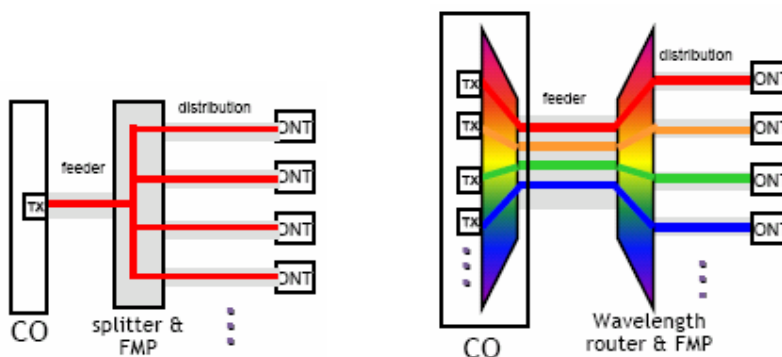 distribution
feeder
TX
ONT
ONT
ONT
ONT
CO
splitter &
FMP
distribution
feeder
TX
TX
TX
TX
ONT
ONT
ONT
ONT
CO
Wavelength
router & FMP